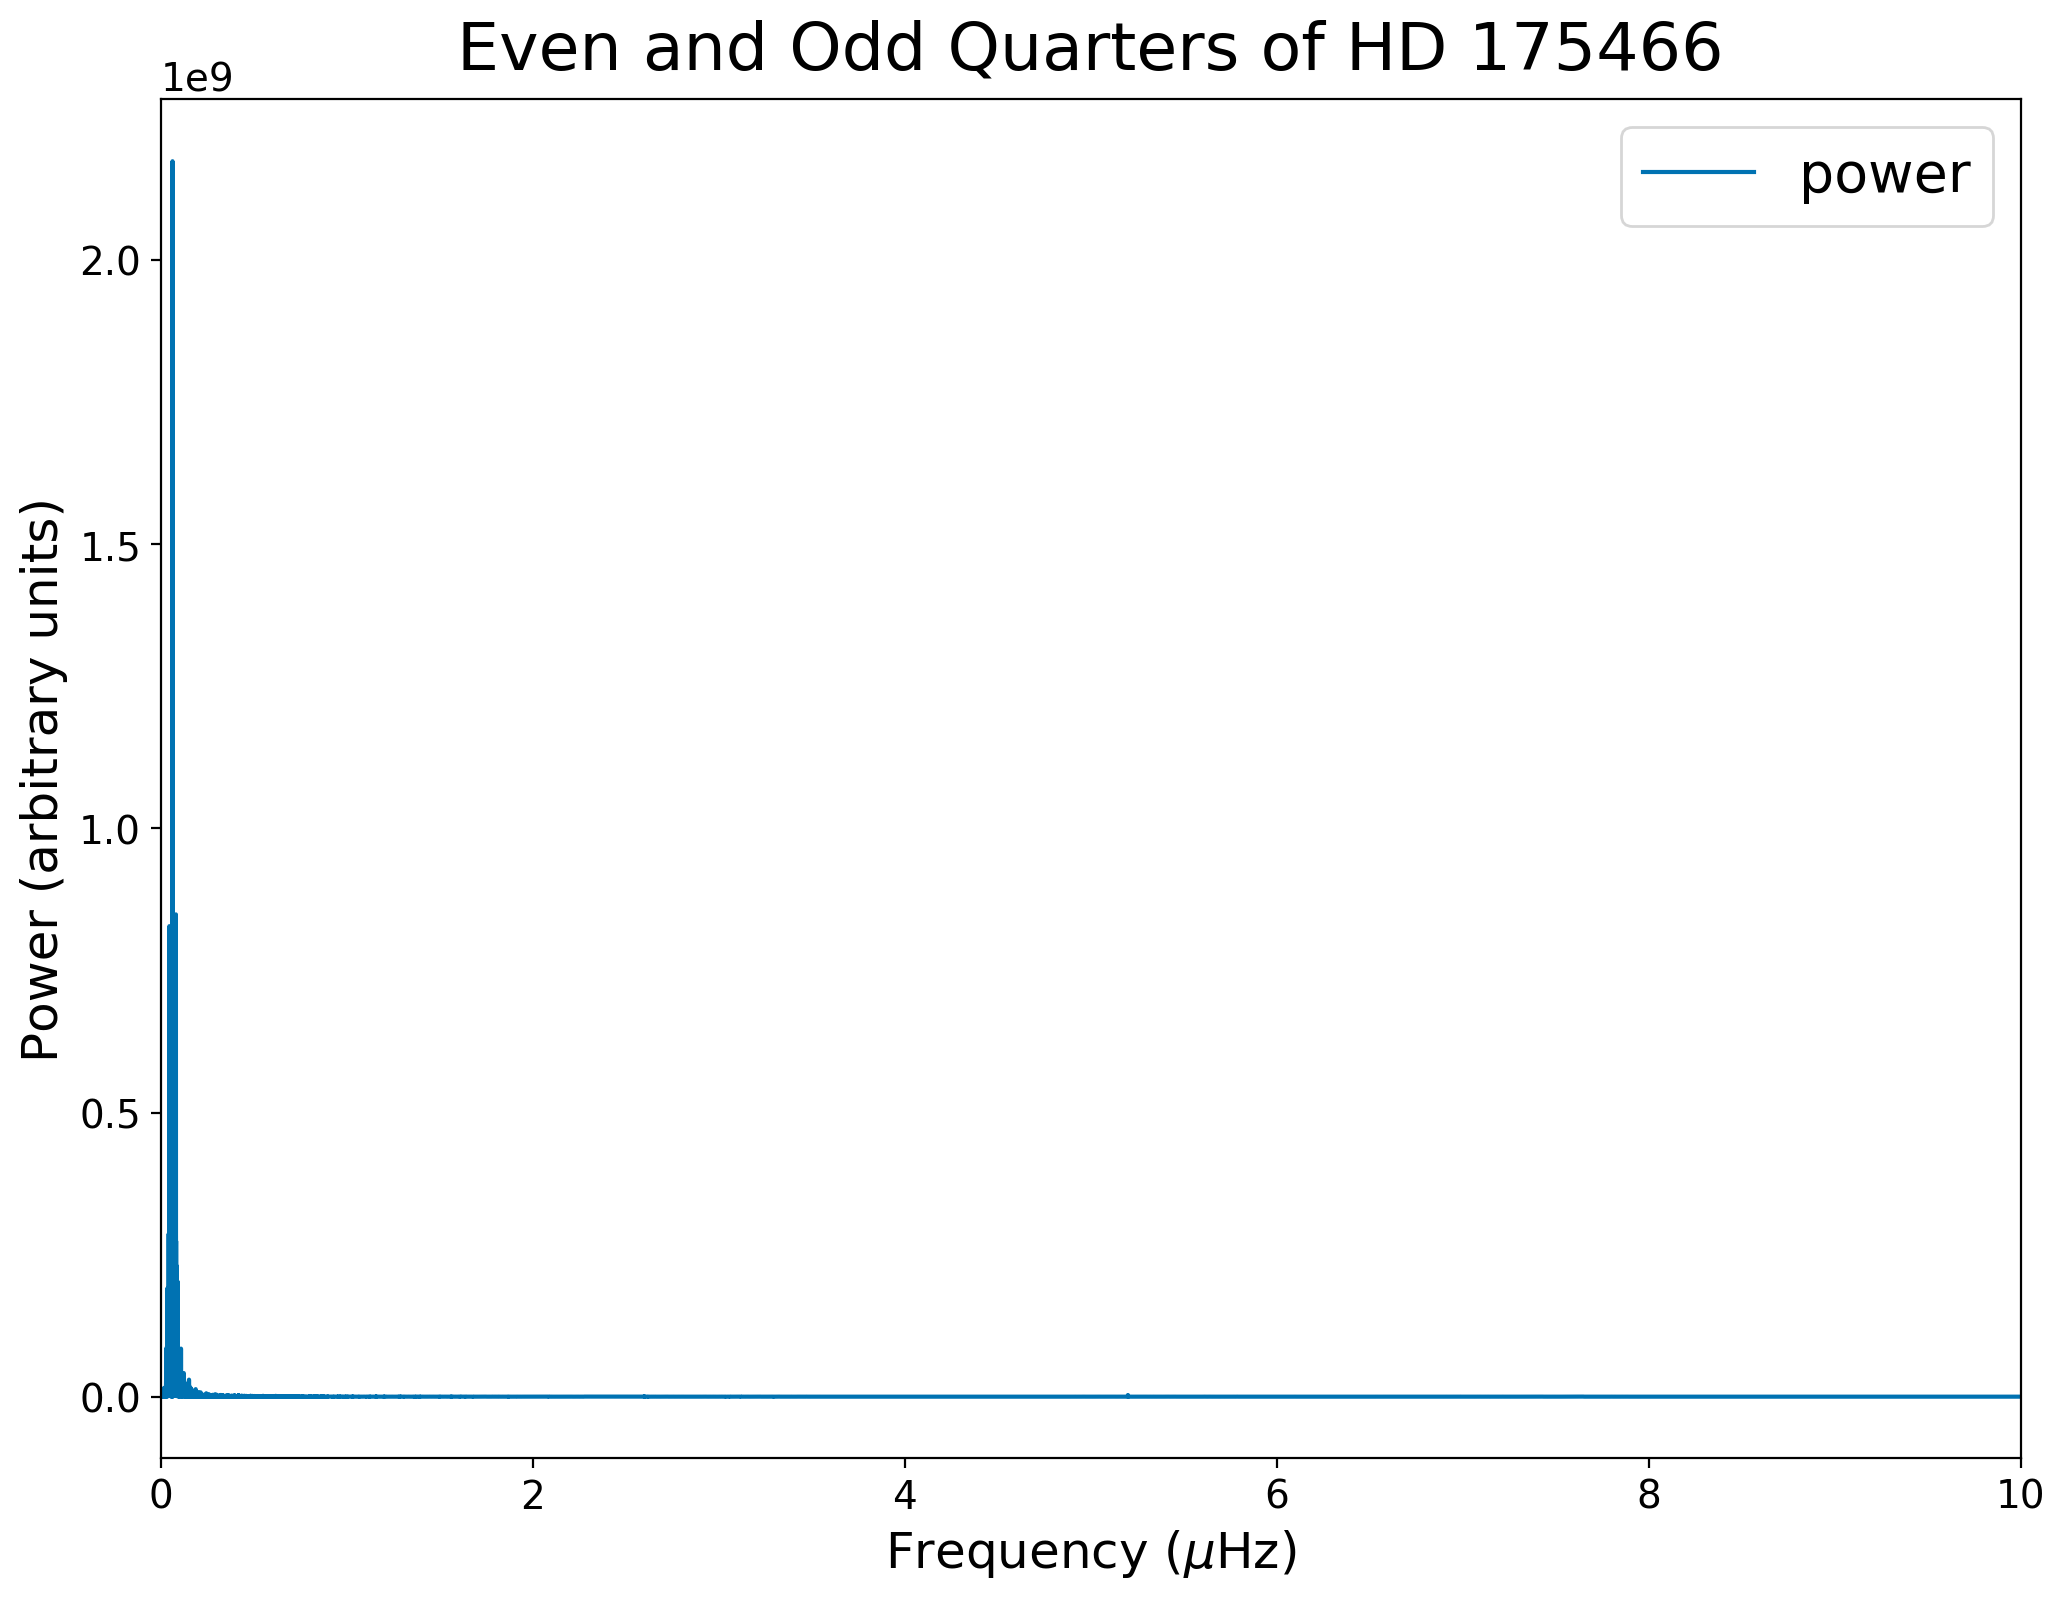 Even and Odd Quarters of HD 175466
1e9
power
2.0
1.5
1.0
0.5
0.0
Power (arbitrary units)
0 2 4 6 8 10
Frequency (μHz)